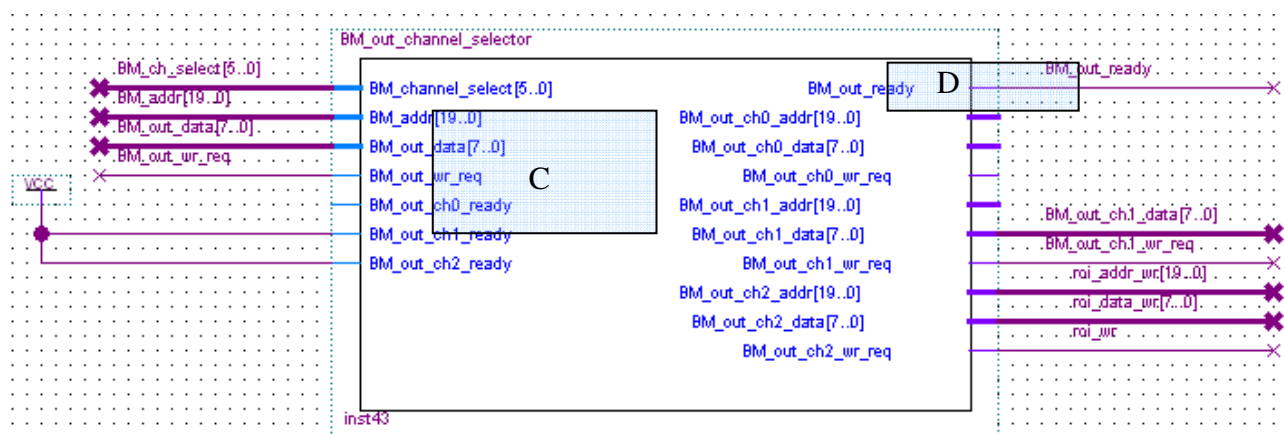 BM_out_channel_selector
BM_ch_select[5..0]
BM_addr[19..0]
BM_out_data[7..0]
BM_out_wr_req
VCC
BM_channel_select[5..0]
BM_addr[19..0]
BM_out_data[7..0]
BM_out_wr_req
BM_out_ch0_ready
BM_out_ch1_ready
BM_out_ch2_ready
C
BM_out_ready
BM_out_ch0_addr[19..0]
BM_out_ch0_data[7..0]
BM_out_ch0_wr_req
BM_out_ch1_addr[19..0]
BM_out_ch1_data[7..0]
BM_out_ch1_wr_req
BM_out_ch2_addr[19..0]
BM_out_ch2_data[7..0]
BM_out_ch2_wr_req
D
BM_out_ready
BM_out_ch1_data[7..0]
BM_out_ch1_wr_req
roi_addr_wr[19..0]
roi_data_wr[7..0]
roi_wr
inst43